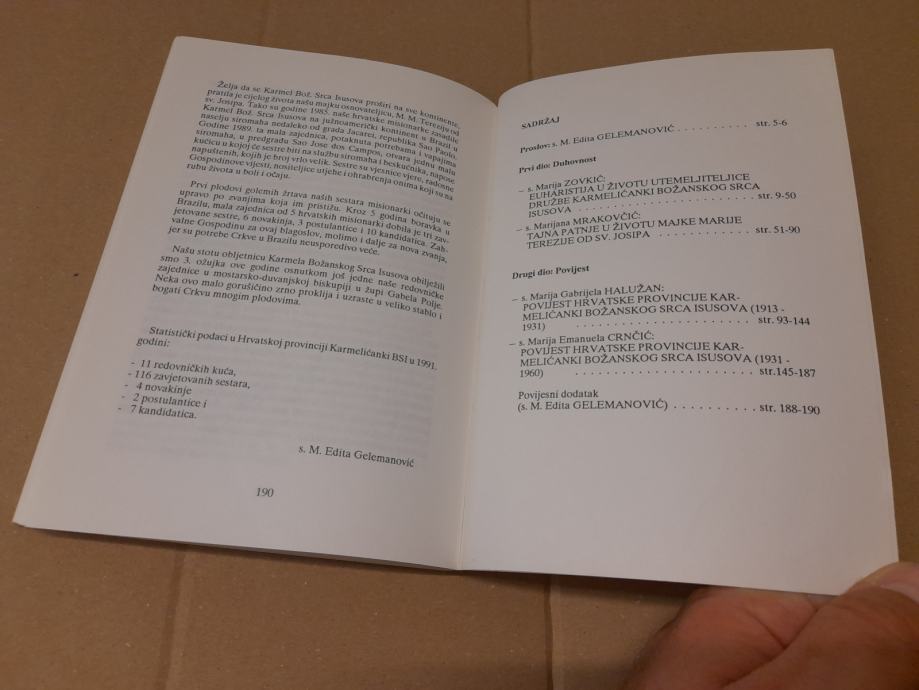 Želja da se Karmel Bož. Srca Isusova proširi na sve kontinente,
pratila je cijelog života našu majku osnovateljicu, M. M. Tereziju od
sv. Josipa. Tako su godine 1985. naše hrvatske misionarke zasadile
Karmel Bož. Srca Isusova na južnoamerički kontinent u Brazil u
naselju siromaha nedaleko od grada Jacarei, republika Sao Paolo.
Godine 1989. ta mala zajednica, potaknuta potrebama i vapajima
siromaha, u predgrađu Sao Jose dos Campos, otvara jednu malu
kućicu u kojoj će sestre biti na službu siromaha i beskućnika, napose
napuštenih, kojih je broj vrlo velik. Sestre su vjesnice vjere, radosne
Gospodinove vijesti, nositeljice utjehe i ohrabrenja onima koji su na
rubu života u boli i očaju.
Prvi plodovi golemih žrtava naših sestara misionarki očituju se
upravo po zvanjima koja im pristižu. Kroz 5 godina boravka u
Brazilu, mala zajednica od 5 hrvatskih misionarki dobila je tri zav-
jetovane sestre, 6 novakinja, 3 postulantice i 10 kandidatica. Zah-
valne Gospodinu za ovaj blagoslov, molimo i dalje za nova zvanja,
jer su potrebe Crkve u Brazilu neusporedivo veće.
Našu stotu obljetnicu Karmela Božanskog Srca Isusova obilježili
smo 3. ožujka ove godine osnutkom još jedne naše redovničke
zajednice u mostarsko-duvanjskoj biskupiji u župi Gabela Polje.
Neka ovo malo gorušičino zrno proklija i uzraste u veliko stablo i
bogati Crkvu mnogim plodovima.
Statistički podaci u Hrvatskoj provinciji Karmelićanki BSI u 1991.
godini:
- 11 redovničkih kuća,
- 116 zavjetovanih sestara,
- 4 novakinje
- 2 postulantice i
- 7 kandidatica.
s. M. Edita Gelemanović
190
SADRŽAJ
Proslov: s. M. Edita GELEMANOVIĆ . . . . . . . . . . str. 5-6
Prvi dio: Duhovnost
– s. Marija ZOVKIĆ:
EUHARISTIJA U ŽIVOTU UTEMELJITELJICE
DRUŽBE KARMELIĆANKI BOŽANSKOG SRCA
ISUSOVA . . . . . . . . . . . . . . . . . . . . . . . str. 9-50
– s. Marijana MRAKOVČIĆ:
TAJNA PATNJE U ŽIVOTU MAJKE MARIJE
TEREZIJE OD SV. JOSIPA . . . . . . . . . . . . . str. 51-90
Drugi dio: Povijest
– s. Marija Gabrijela HALUŽAN:
POVIJEST HRVATSKE PROVINCIJE KAR-
MELIĆANKI BOŽANSKOG SRCA ISUSOVA (1913 -
1931) . . . . . . . . . . . . . . . . . . . . . . . . str. 93-144
– s. Marija Emanuela CRNČIĆ:
POVIJEST HRVATSKE PROVINCIJE KAR-
MELIĆANKI BOŽANSKOG SRCA ISUSOVA (1931 -
1960) . . . . . . . . . . . . . . . . . . . . . . . . str.145-187
Povijesni dodatak
(s. M. Edita GELEMANOVIĆ) . . . . . . . . . . str. 188-190